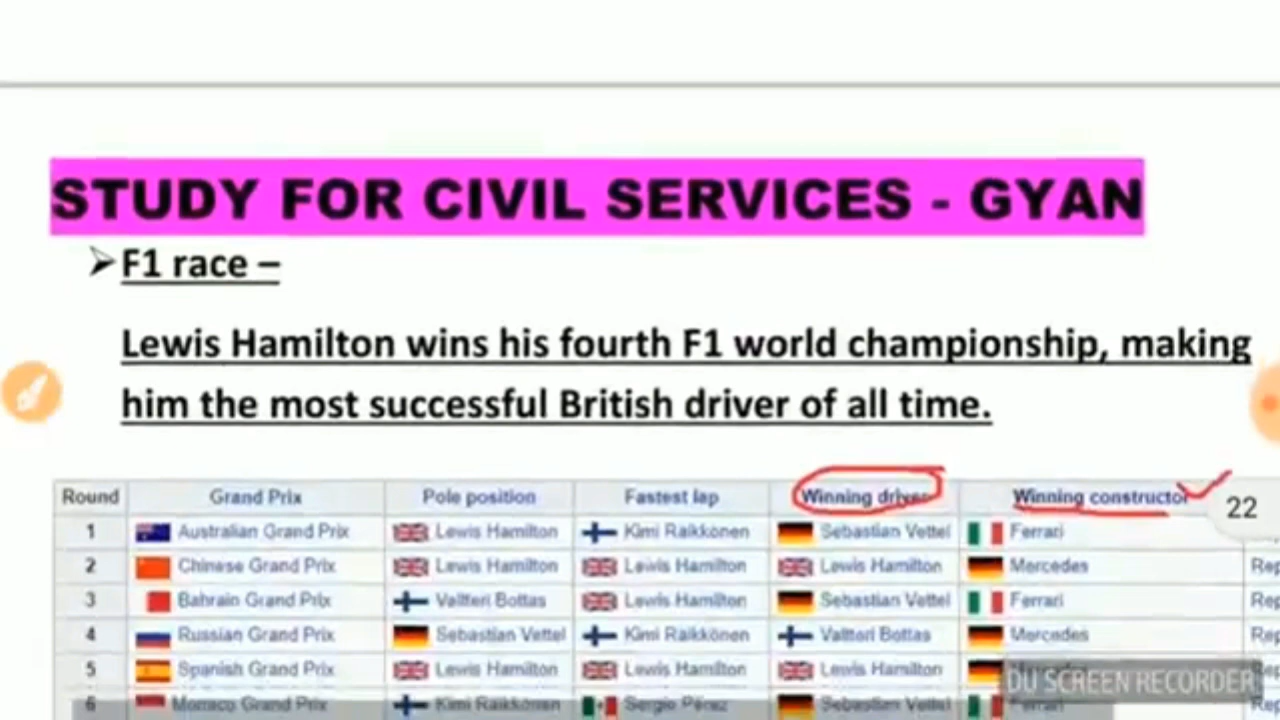 STUDY FOR CIVIL SERVICES - GYAN
F1 race –
Lewis Hamilton wins his fourth F1 world championship, making
him the most successful British driver of all time.
Round Grand Prix Pole position Fastest lap Winning driver Winning constructor
22
1 Australian Grand Prix Lewis Hamilton Kimi Räikkönen Sebastian Vettel Ferrari
2 Chinese Grand Prix Lewis Hamilton Lewis Hamilton Lewis Hamilton Mercedes Rep
3 Bahrain Grand Prix Valtteri Bottas Lewis Hamilton Sebastian Vettel Ferrari Rep
4 Russian Grand Prix Sebastian Vettel Kimi Räikkönen Valtteri Bottas Mercedes Rep
5 Spanish Grand Prix Lewis Hamilton Lewis Hamilton Lewis Hamilton Mercedes
DU SCREEN RECORDER
6 Monaco Grand Prix Kimi Räikkönen Sergio Pérez Sebastian Vettel Ferrari